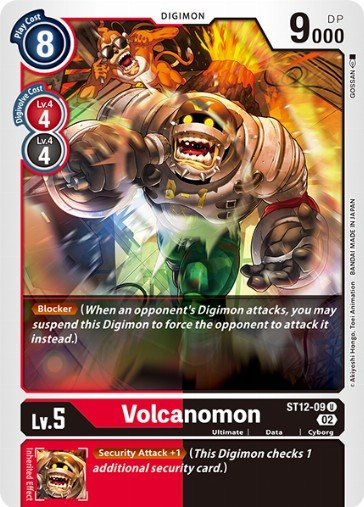 Play Cost
8
DIGIMON
9000
DP
Digivolve Cost
Lv.4
4
Lv.4
4
GOSSAN
© Akiyoshi Hongo, Toei Animation BANDAI MADE IN JAPAN
Blocker (When an opponent's Digimon attacks, you may
suspend this Digimon to force the opponent to attack it
instead.)
Lv.5
Volcanomon
ST12-09 U
02
Ultimate | Data | Cyborg
Inherited Effect
Security Attack +1 (This Digimon checks 1
additional security card.)